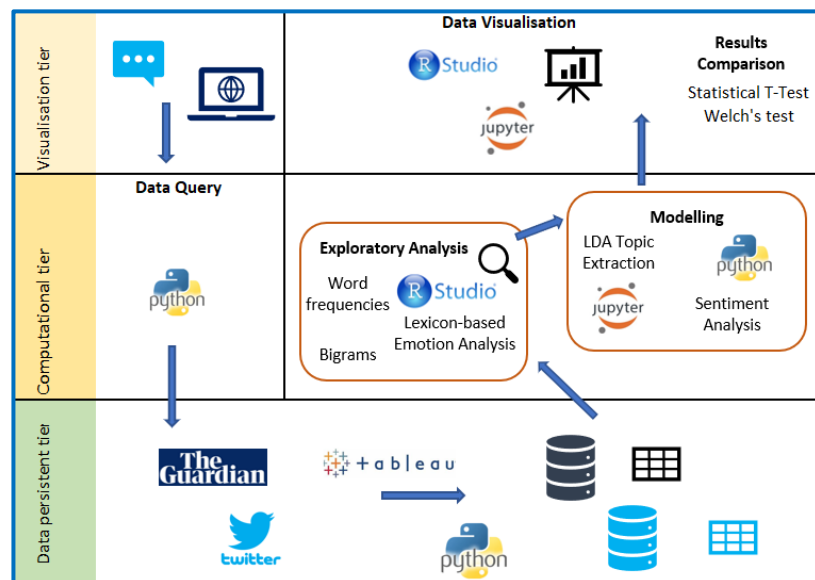 Visualisation tier
Data Visualisation
R Studio
jupyter
Results
Comparison
Statistical T-Test
Welch's test
Computational tier
Data Query
python
Exploratory Analysis
Word
frequencies
R Studio
Lexicon-based
Emotion Analysis
Bigrams
Modelling
LDA Topic
Extraction
jupyter
python
Sentiment
Analysis
Data persistent tier
The
Guardian
twitter
+ableau
python